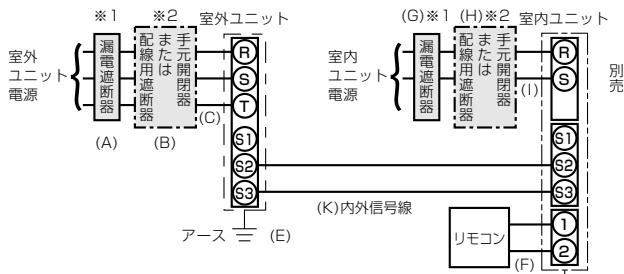 ※1
※2
室外ユニット
室外
ユニット
電源
漏電遮断器
手元開閉器
または
配線用遮断器
R
S
T
S1
S2
S3
(A)
(B)
(C)
アース
(E)
(G)※1
(H)※2
室内ユニット
室内
ユニット
電源
漏電遮断器
手元開閉器
または
配線用遮断器
R
S
(I)
別売
S1
S2
S3
(K)内外信号線
リモコン
1
2
(F)